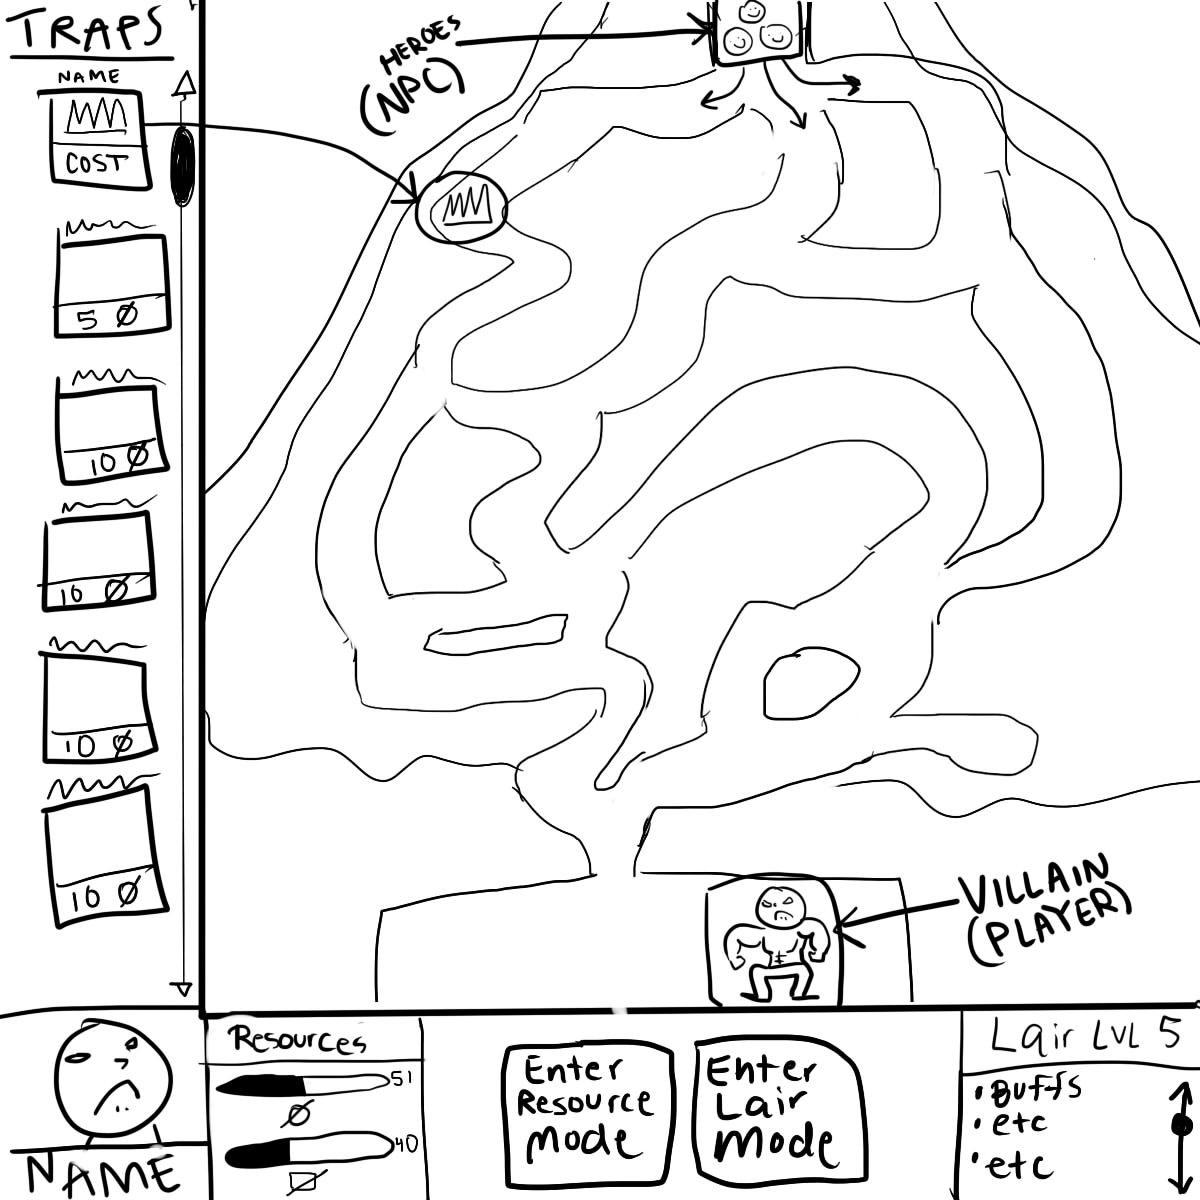 TRAPS
NAME
COST
5 Ø
10 Ø
10 Ø
10 Ø
10 Ø
HEROES
(NPC)
VILLAIN
(PLAYER)
NAME
Resources
51
Ø
40
Enter
Resource
mode
Enter
Lair
mode
Lair Lvl 5
• Buffs
• etc
• etc